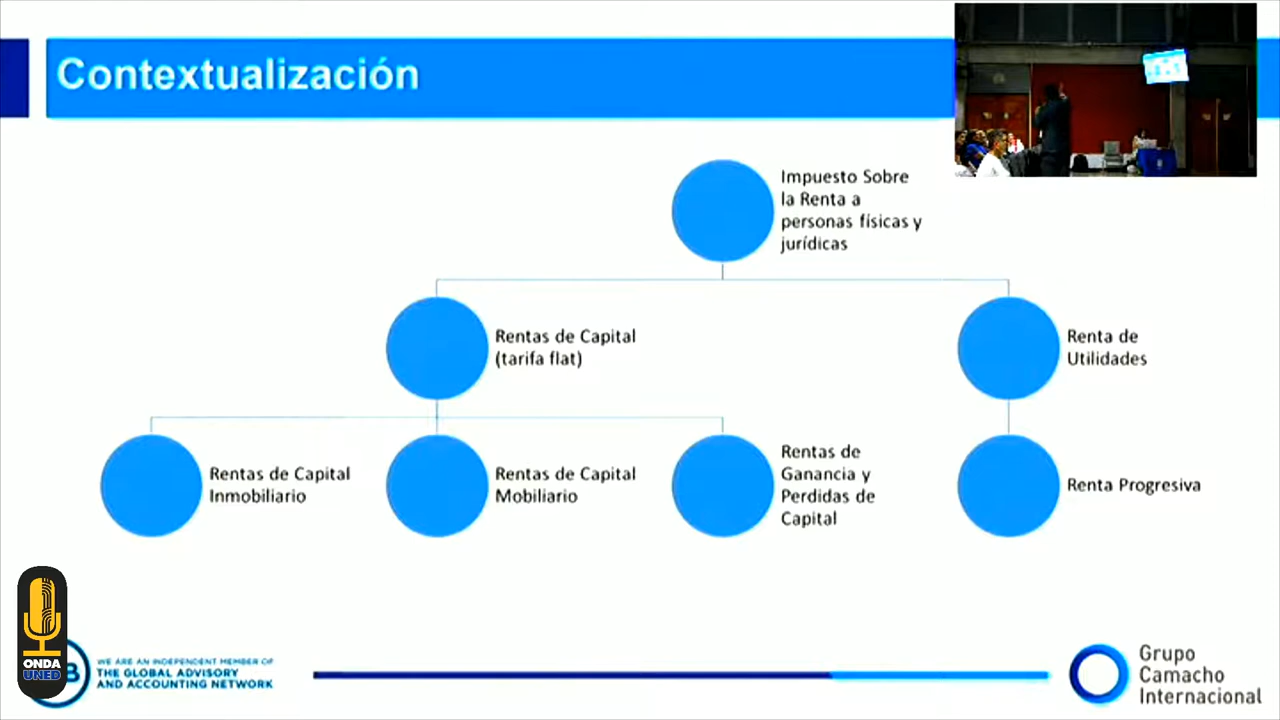 Contextualización
Impuesto Sobre
la Renta a
personas físicas y
jurídicas
Rentas de Capital
(tarifa flat)
Renta de
Utilidades
Rentas de Capital
Inmobiliario
Rentas de Capital
Mobiliario
Rentas de
Ganancia y
Perdidas de
Capital
Renta Progresiva
ONDA
UNED
WE ARE AN INDEPENDENT MEMBER OF
THE GLOBAL ADVISORY
AND ACCOUNTING NETWORK
Grupo
Camacho
Internacional